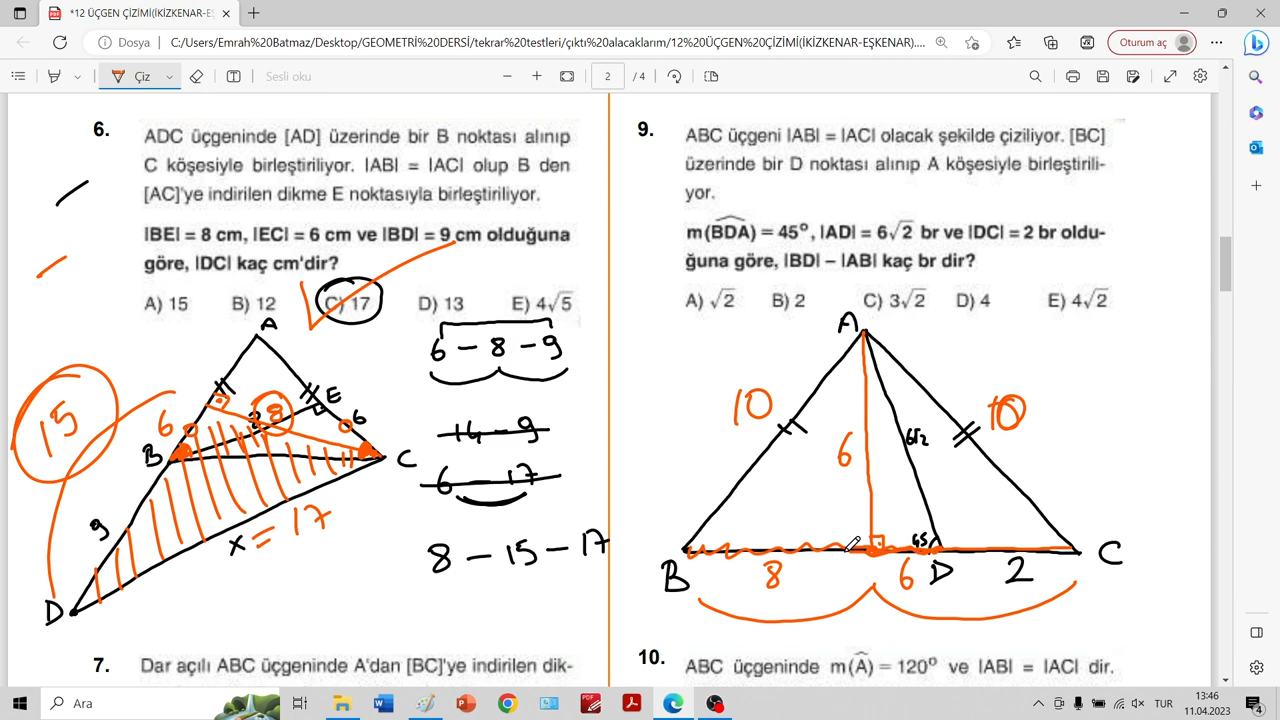 *12 ÜÇGEN ÇİZİMİ(İKİZKENAR-EŞ
Dosya
C:/Users/Emrah%20Batmaz/Desktop/GEOMETRİ%20DERSİ/tekrar%20testleri/çıktı%20alacaklarım/12%20ÜÇGEN%20ÇİZİMİ(İKİZKENAR-EŞKENAR)....
Oturum aç
Çiz
Sesli oku
2
/ 4
6.
ADC üçgeninde [AD] üzerinde bir B noktası alınıp
C köşesiyle birleştiriliyor. |AB| = |AC| olup B den
[AC]'ye indirilen dikme E noktasıyla birleştiriliyor.
|BE| = 8 cm, |EC| = 6 cm ve |BD| = 9 cm olduğuna
göre, |DC| kaç cm'dir?
A) 15 B) 12 C) 17 D) 13 E) 4√5
A
E
6
8
6
B
C
9
x = 17
D
15
6 – 8 – 9
14 – 9
6 – 17
8 – 15 – 17
7.
Dar açılı ABC üçgeninde A'dan [BC]'ye indirilen dik-
9.
ABC üçgeni |AB| = |AC| olacak şekilde çiziliyor. [BC]
üzerinde bir D noktası alınıp A köşesiyle birleştirili-
yor.
m(BDA) = 45°, |AD| = 6√2 br ve |DC| = 2 br oldu-
ğuna göre, |BD| – |AB| kaç br dir?
A) √2 B) 2 C) 3√2 D) 4 E) 4√2
A
10
10
6
6√2
45
B
8
6
D
2
C
10.
ABC üçgeninde m(A) = 120° ve |AB| = |AC| dir.
Ara
TUR
13:46
11.04.2023
4